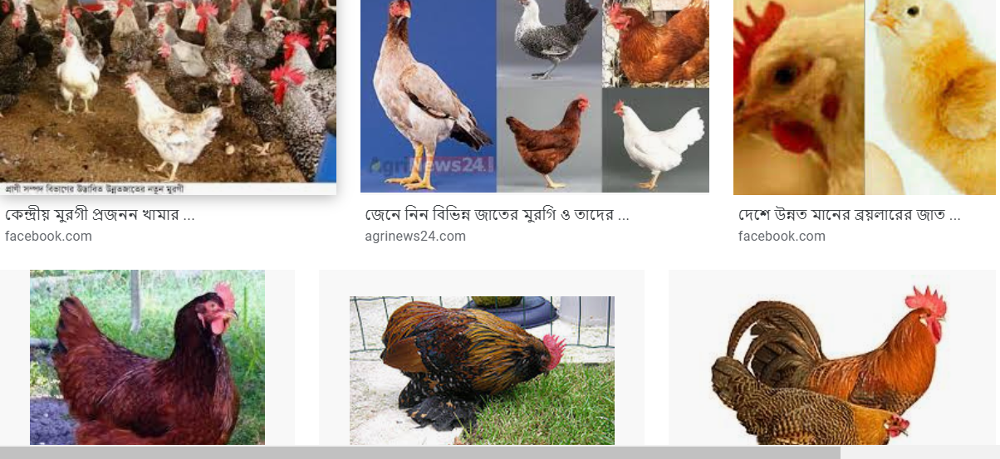 প্রাণী সম্পদ বিভাগের উদ্ভাবিত উন্নতজাতের নতুন মুরগী
AgriNews24.
কেন্দ্রীয় মুরগী প্রজনন খামার ...
facebook.com
জেনে নিন বিভিন্ন জাতের মুরগি ও তাদের ...
agrinews24.com
দেশে উন্নত মানের ব্রয়লারের জাত ...
facebook.com